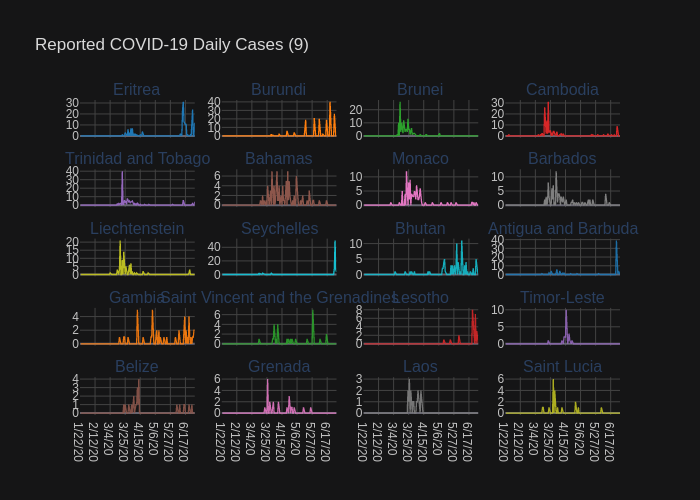 Reported COVID-19 Daily Cases (9)
Eritrea Burundi Brunei Cambodia
30 20 10 0 40 30 20 10 0 20 10 0 30 20 10 0
Trinidad and Tobago Bahamas Monaco Barbados
40 30 20 10 0 6 4 2 0 10 5 0 10 5 0
Liechtenstein Seychelles Bhutan Antigua and Barbuda
20 15 10 5 0 40 20 0 10 5 0 40 30 20 10 0
Gambia Saint Vincent and the Grenadines Lesotho Timor-Leste
4 2 0 6 4 2 0 8 6 4 2 0 10 5 0
Belize Grenada Laos Saint Lucia
4 3 2 1 0 6 4 2 0 3 2 1 0 6 4 2 0
1/22/20 2/12/20 3/4/20 3/25/20 4/15/20 5/6/20 5/27/20 6/17/20 1/22/20 2/12/20 3/4/20 3/25/20 4/15/20 5/6/20 5/27/20 6/17/20 1/22/20 2/12/20 3/4/20 3/25/20 4/15/20 5/6/20 5/27/20 6/17/20 1/22/20 2/12/20 3/4/20 3/25/20 4/15/20 5/6/20 5/27/20 6/17/20